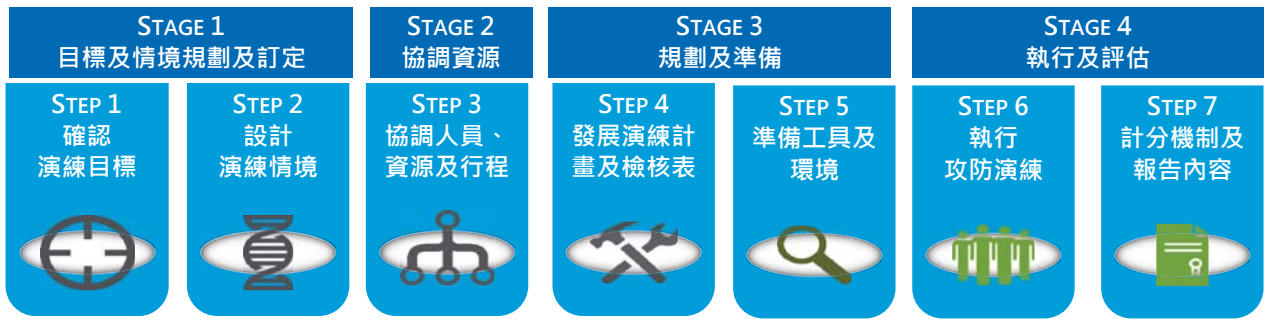 STAGE 1
目標及情境規劃及訂定
STAGE 2
協調資源
STAGE 3
規劃及準備
STAGE 4
執行及評估
STEP 1
確認
演練目標
STEP 2
設計
演練情境
STEP 3
協調人員、
資源及行程
STEP 4
發展演練計
畫及檢核表
STEP 5
準備工具及
環境
STEP 6
執行
攻防演練
STEP 7
計分機制及
報告內容